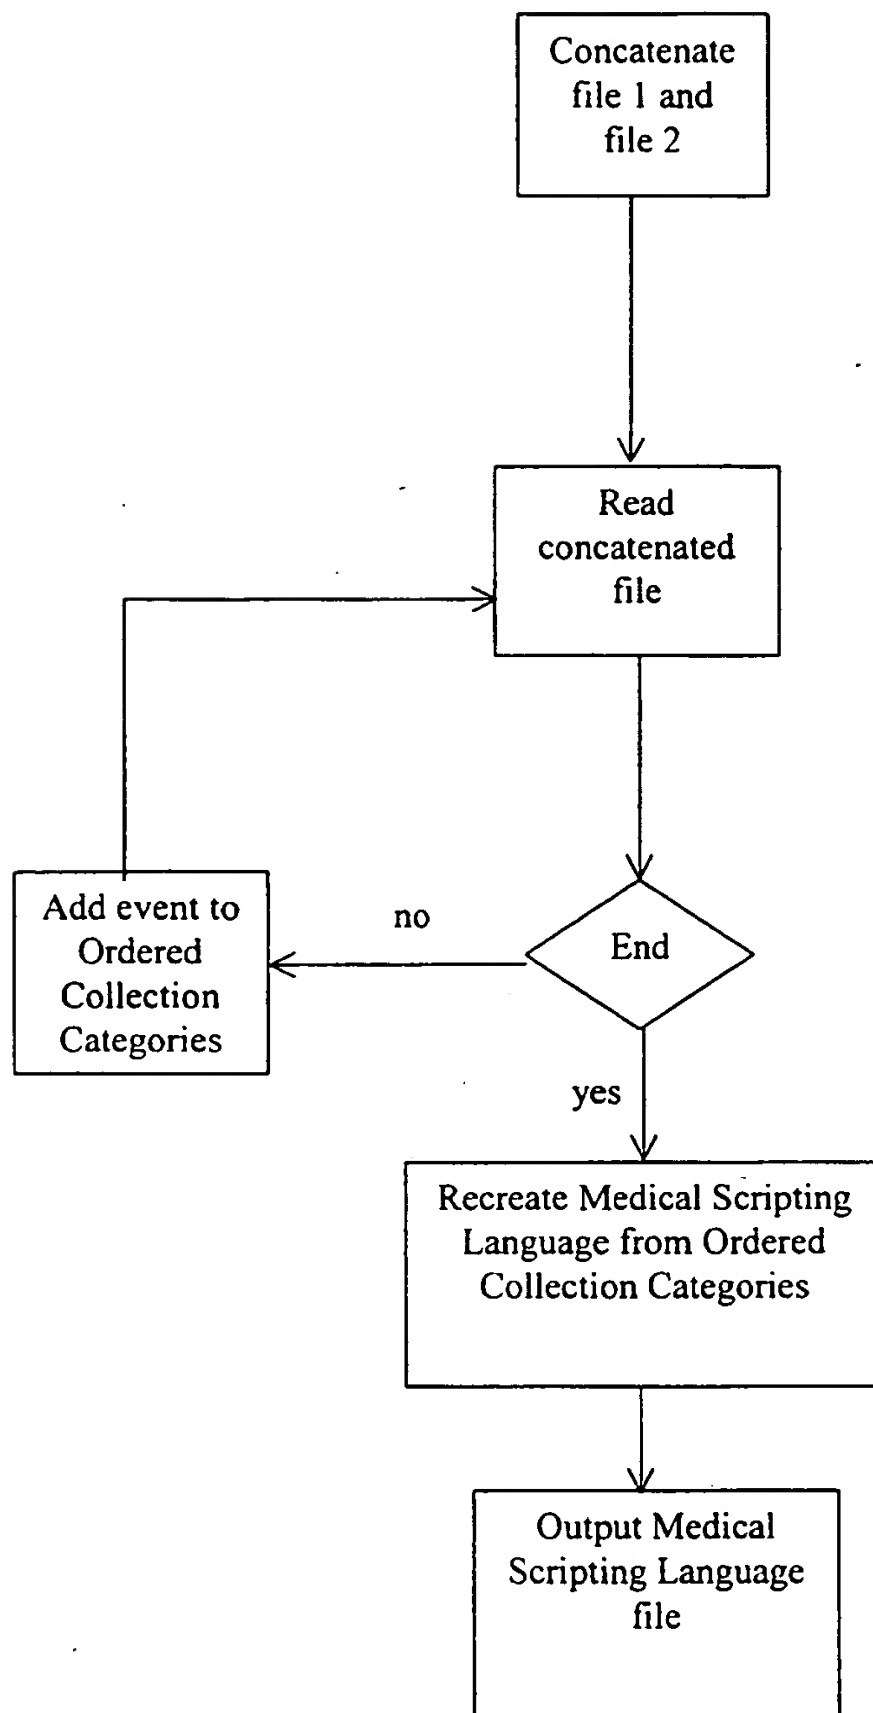 Concatenate
file 1 and
file 2
Read
concatenated
file
Add event to
Ordered
Collection
Categories
no
End
yes
Recreate Medical Scripting
Language from Ordered
Collection Categories
Output Medical
Scripting Language
file